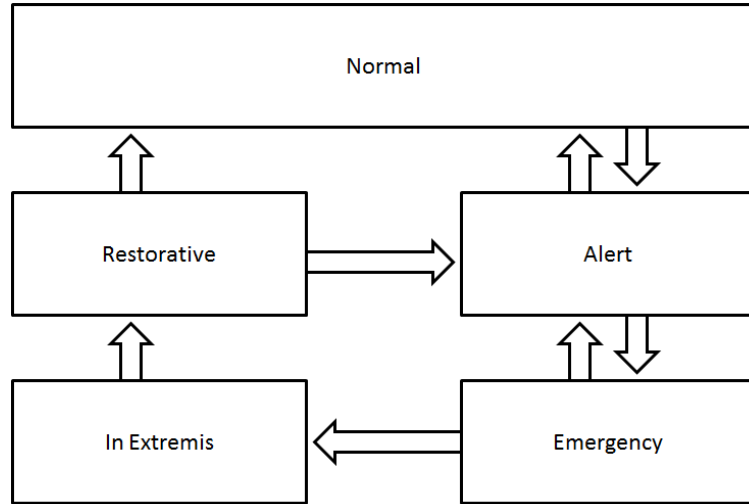 Normal
Restorative
Alert
In Extremis
Emergency